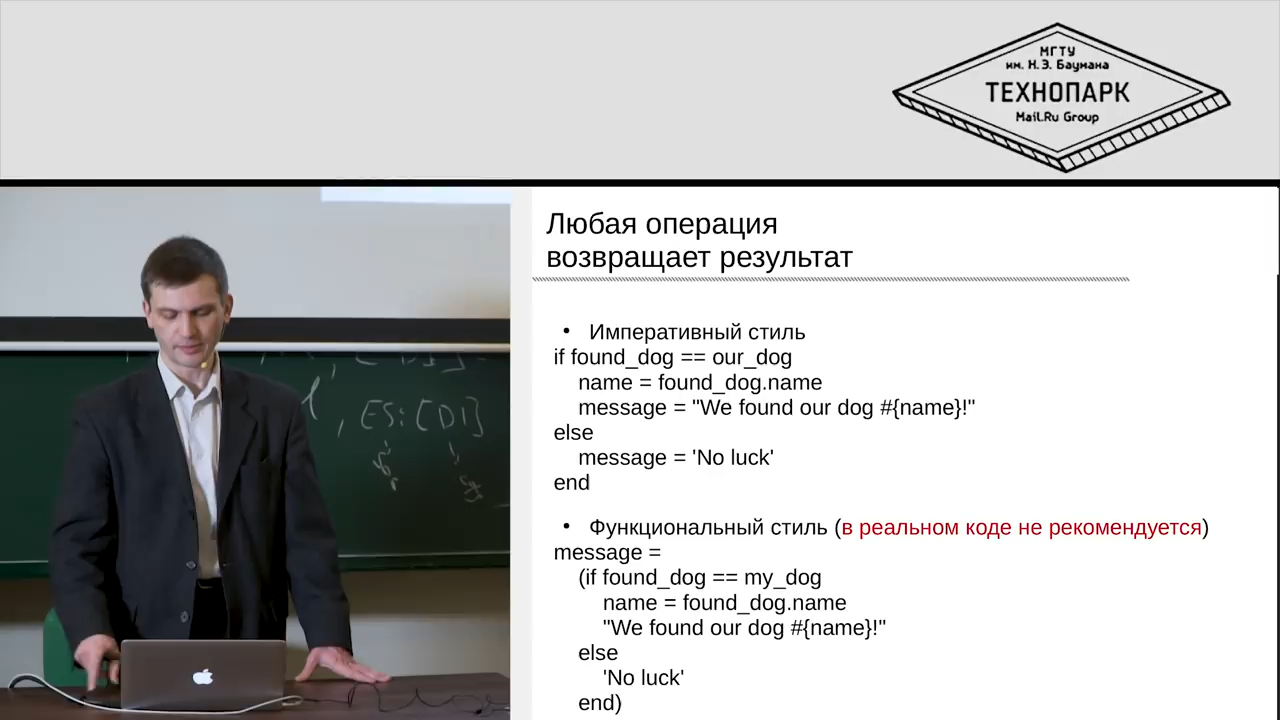 МГТУ
им. Н.Э. Баумана
ТЕХНОПАРК
Mail.Ru Group
Любая операция
возвращает результат
• Императивный стиль
if found_dog == our_dog
name = found_dog.name
message = "We found our dog #{name}!"
else
message = 'No luck'
end
• Функциональный стиль (в реальном коде не рекомендуется)
message =
(if found_dog == my_dog
name = found_dog.name
"We found our dog #{name}!"
else
'No luck'
end)
, ES: [D1]